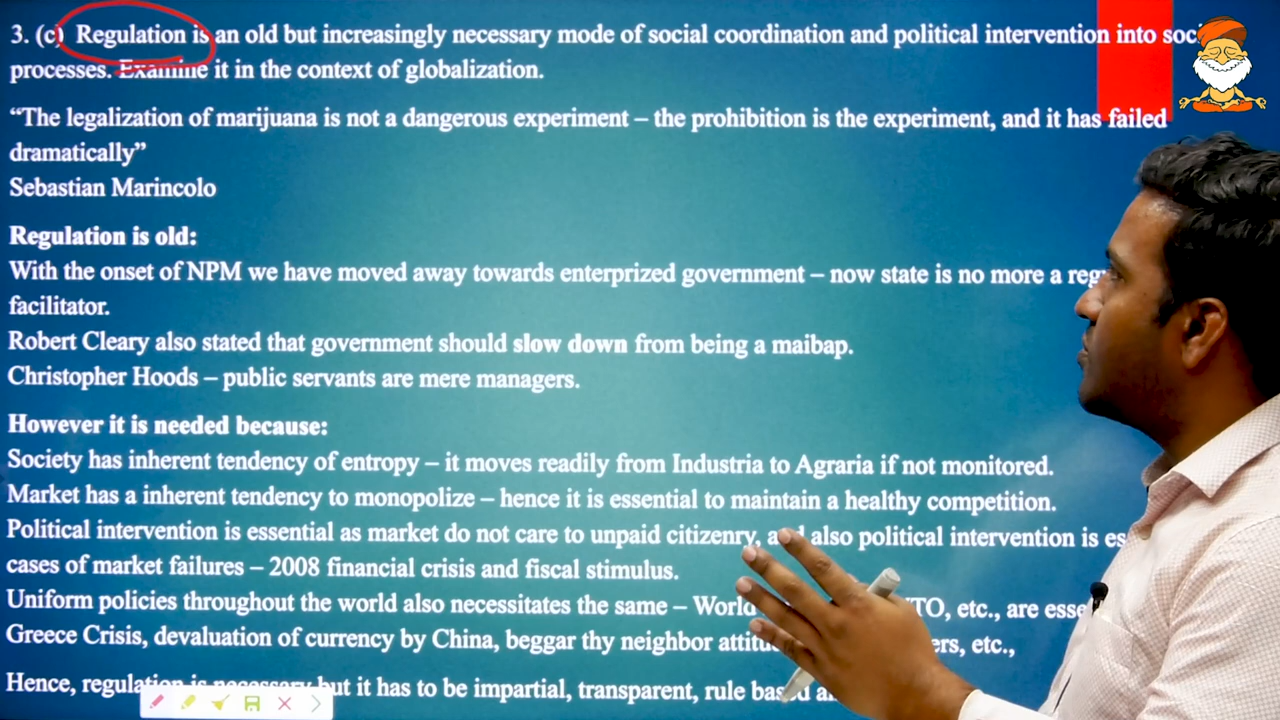 3. (c) Regulation is an old but increasingly necessary mode of social coordination and political intervention into
processes. Examine it in the context of globalization.
“The legalization of marijuana is not a dangerous experiment – the prohibition is the experiment, and it has failed
dramatically”
Sebastian Marincolo
Regulation is old:
With the onset of NPM we have moved away towards enterprized government – now state is no more a
facilitator.
Robert Cleary also stated that government should slow down from being a maibap.
Christopher Hoods – public servants are mere managers.
However it is needed because:
Society has inherent tendency of entropy – it moves readily from Industria to Agraria if not monitored.
Market has a inherent tendency to monopolize – hence it is essential to maintain a healthy competition.
Political intervention is essential as market do not care to unpaid citizenry, also political intervention is
cases of market failures – 2008 financial crisis and fiscal stimulus.
Uniform policies throughout the world also necessitates the same – World etc., are
Greece Crisis, devaluation of currency by China, beggar thy neighbor etc.,
Hence, regulation is necessary but it has to be impartial, transparent, rule based